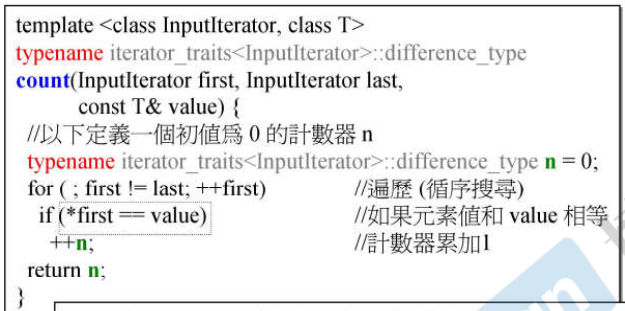 template <class InputIterator, class T>
typename iterator_traits<InputIterator>::difference_type
count(InputIterator first, InputIterator last,
const T& value) {
//以下定義一個初值爲 0 的計數器 n
typename iterator_traits<InputIterator>::difference_type n = 0;
for ( ; first != last; ++first) //遍歷 (循序搜尋)
if (*first == value) //如果元素值和 value 相等
++n; //計數器累加1
return n;
}